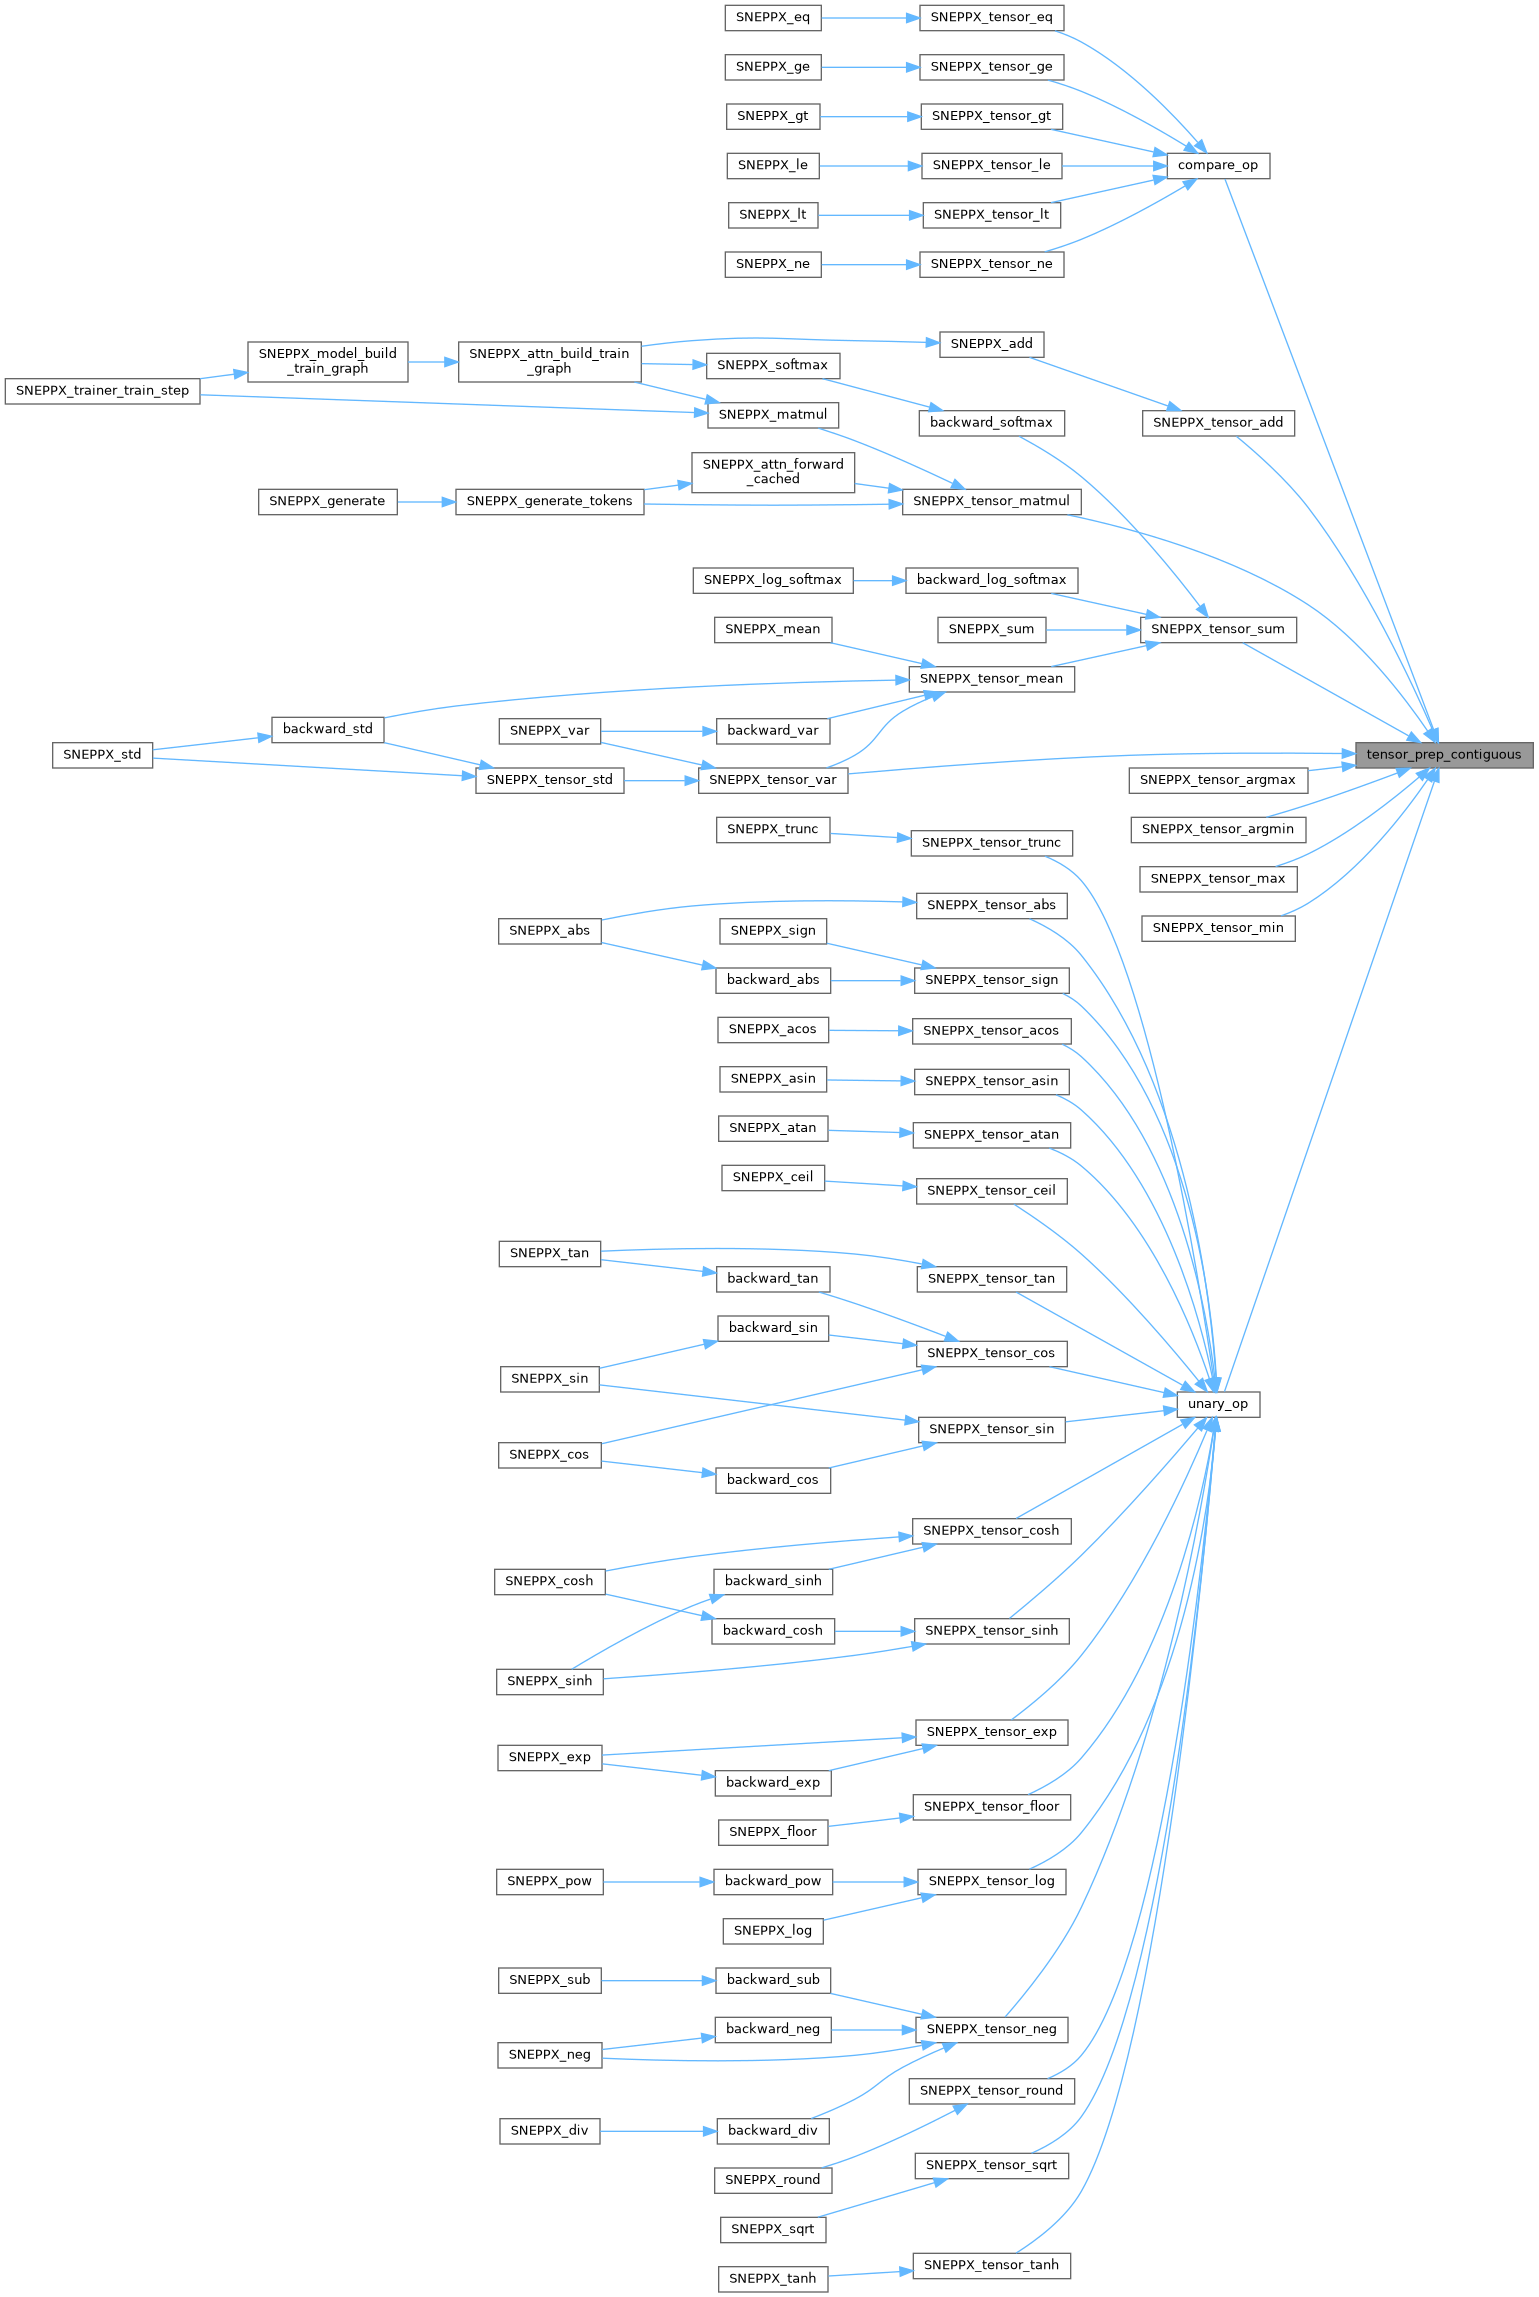 SNEPPX_eq
SNEPPX_tensor_eq
SNEPPX_ge
SNEPPX_tensor_ge
SNEPPX_gt
SNEPPX_tensor_gt
SNEPPX_le
SNEPPX_tensor_le
compare_op
SNEPPX_lt
SNEPPX_tensor_lt
SNEPPX_ne
SNEPPX_tensor_ne
SNEPPX_add
SNEPPX_model_build
_train_graph
SNEPPX_attn_build_train
_graph
SNEPPX_softmax
SNEPPX_trainer_train_step
SNEPPX_matmul
backward_softmax
SNEPPX_tensor_add
SNEPPX_attn_forward
_cached
SNEPPX_generate
SNEPPX_generate_tokens
SNEPPX_tensor_matmul
SNEPPX_log_softmax
backward_log_softmax
SNEPPX_mean
SNEPPX_sum
SNEPPX_tensor_sum
SNEPPX_tensor_mean
backward_std
SNEPPX_var
backward_var
SNEPPX_std
tensor_prep_contiguous
SNEPPX_tensor_std
SNEPPX_tensor_var
SNEPPX_tensor_argmax
SNEPPX_trunc
SNEPPX_tensor_argmin
SNEPPX_tensor_trunc
SNEPPX_tensor_max
SNEPPX_tensor_abs
SNEPPX_abs
SNEPPX_sign
SNEPPX_tensor_min
backward_abs
SNEPPX_tensor_sign
SNEPPX_acos
SNEPPX_tensor_acos
SNEPPX_asin
SNEPPX_tensor_asin
SNEPPX_atan
SNEPPX_tensor_atan
SNEPPX_ceil
SNEPPX_tensor_ceil
SNEPPX_tan
backward_tan
SNEPPX_tensor_tan
backward_sin
SNEPPX_tensor_cos
SNEPPX_sin
unary_op
SNEPPX_tensor_sin
SNEPPX_cos
backward_cos
SNEPPX_tensor_cosh
SNEPPX_cosh
backward_sinh
backward_cosh
SNEPPX_tensor_sinh
SNEPPX_sinh
SNEPPX_tensor_exp
SNEPPX_exp
backward_exp
SNEPPX_tensor_floor
SNEPPX_floor
SNEPPX_pow
backward_pow
SNEPPX_tensor_log
SNEPPX_log
SNEPPX_sub
backward_sub
backward_neg
SNEPPX_tensor_neg
SNEPPX_neg
SNEPPX_tensor_round
SNEPPX_div
backward_div
SNEPPX_tensor_sqrt
SNEPPX_round
SNEPPX_sqrt
SNEPPX_tensor_tanh
SNEPPX_tanh